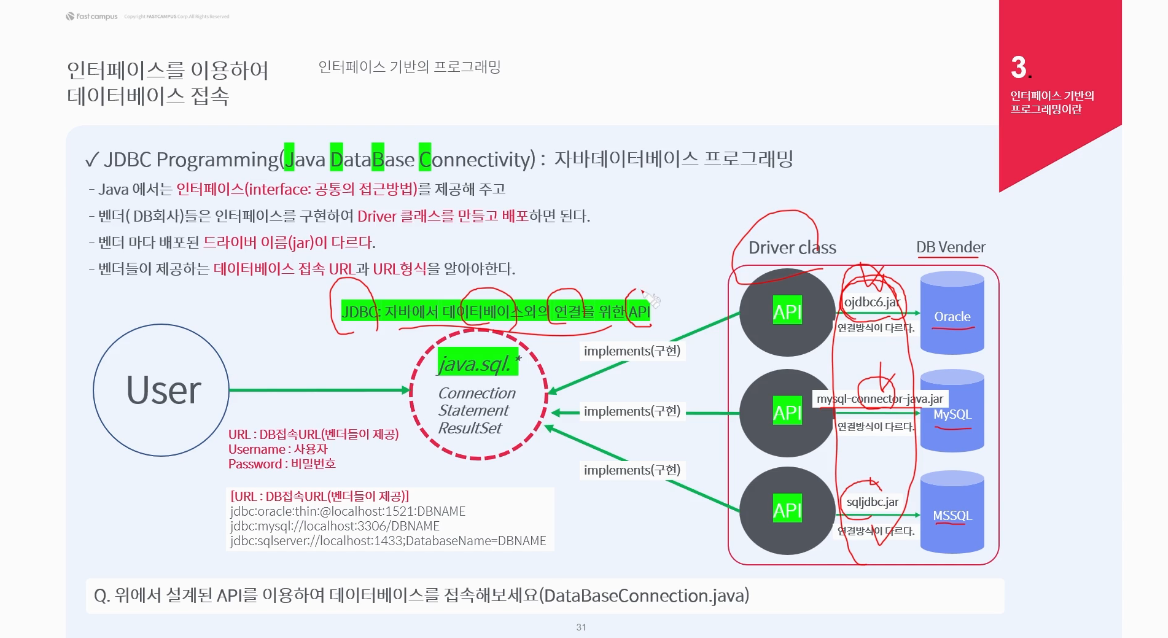 fast campus Copyright FASTCAMPUS Corp. All Rights Reserved
인터페이스를 이용하여
데이터베이스 접속
인터페이스 기반의 프로그래밍
3.
인터페이스 기반의
프로그래밍이란
✓ JDBC Programming(Java DataBase Connectivity) : 자바데이터베이스 프로그래밍
- Java 에서는 인터페이스(interface: 공통의 접근방법)를 제공해 주고
- 벤더( DB회사)들은 인터페이스를 구현하여 Driver 클래스를 만들고 배포하면 된다.
- 벤더 마다 배포된 드라이버 이름(jar)이 다르다.
- 벤더들이 제공하는 데이터베이스 접속 URL과 URL형식을 알아야한다.
Driver class
DB Vender
JDBC: 자바에서 데이터베이스와의 연결을 위한 API
User
java.sql. *
Connection
Statement
ResultSet
implements(구현)
implements(구현)
implements(구현)
API
ojdbc6.jar
연결방식이 다르다.
Oracle
API
mysql-connector-java.jar
연결방식이 다르다.
MySQL
API
sqljdbc.jar
연결방식이 다르다.
MSSQL
URL : DB접속URL(벤더들이 제공)
Username : 사용자
Password : 비밀번호
[URL : DB접속URL(벤더들이 제공)]
jdbc:oracle:thin:@localhost:1521:DBNAME
jdbc:mysql://localhost:3306/DBNAME
jdbc:sqlserver://localhost:1433;DatabaseName=DBNAME
Q. 위에서 설계된 API를 이용하여 데이터베이스를 접속해보세요(DataBaseConnection.java)
31